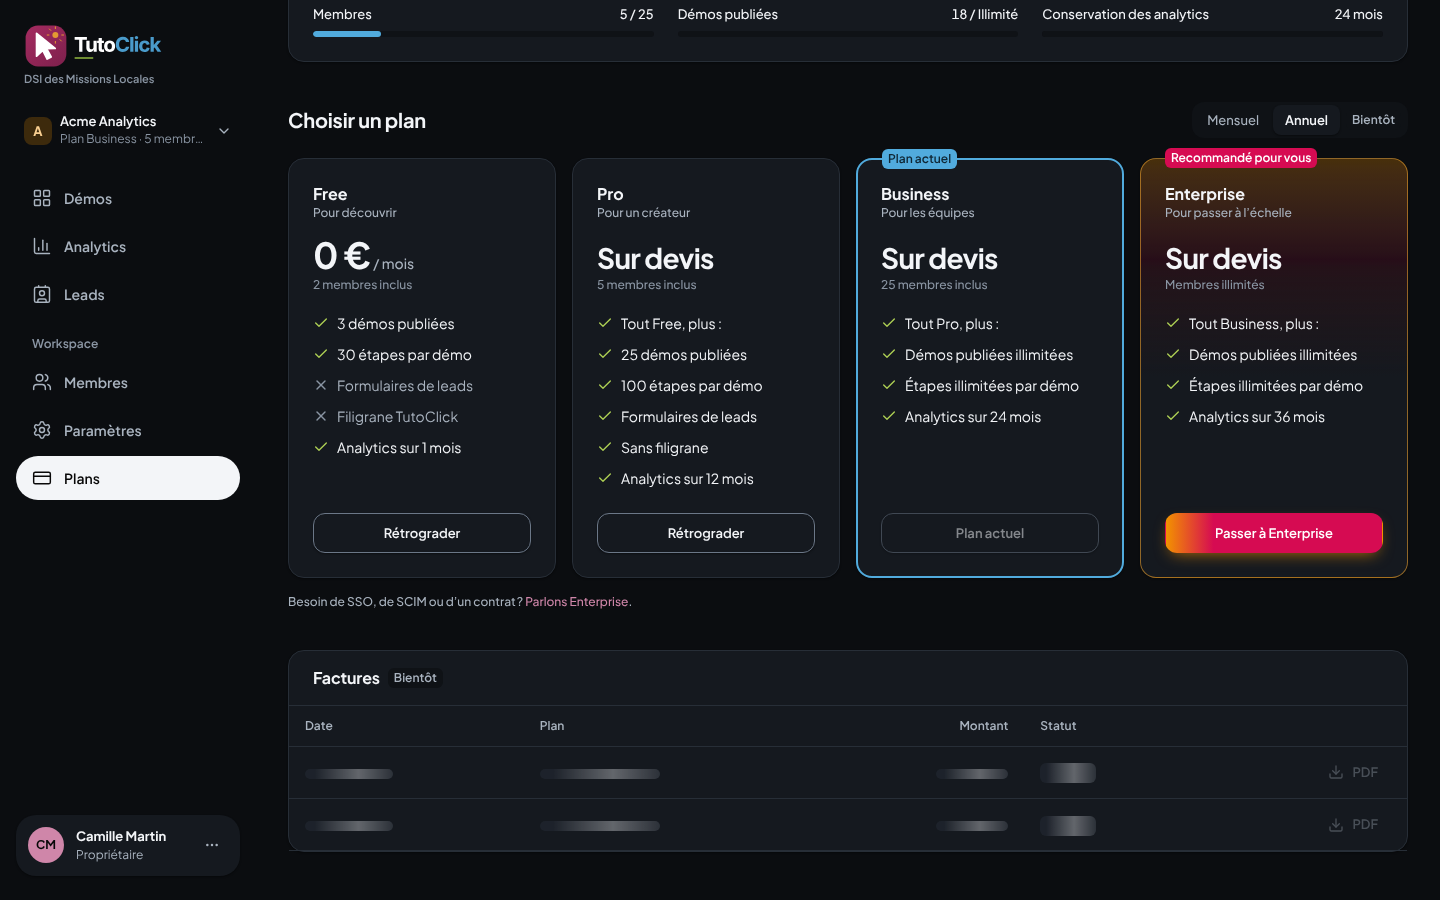 TutoClick
DSI des Missions Locales
A
Acme Analytics
Plan Business · 5 membr...
Démos
Analytics
Leads
Workspace
Membres
Paramètres
Plans
CM
Camille Martin
Propriétaire
Membres
5 / 25
Démos publiées
18 / Illimité
Conservation des analytics
24 mois
Choisir un plan
Mensuel
Annuel
Bientôt
Free
Pour découvrir
0 € / mois
2 membres inclus
3 démos publiées
30 étapes par démo
Formulaires de leads
Filigrane TutoClick
Analytics sur 1 mois
Rétrograder
Pro
Pour un créateur
Sur devis
5 membres inclus
Tout Free, plus :
25 démos publiées
100 étapes par démo
Formulaires de leads
Sans filigrane
Analytics sur 12 mois
Rétrograder
Plan actuel
Business
Pour les équipes
Sur devis
25 membres inclus
Tout Pro, plus :
Démos publiées illimitées
Étapes illimitées par démo
Analytics sur 24 mois
Plan actuel
Recommandé pour vous
Enterprise
Pour passer à l'échelle
Sur devis
Membres illimités
Tout Business, plus :
Démos publiées illimitées
Étapes illimitées par démo
Analytics sur 36 mois
Passer à Enterprise
Besoin de SSO, de SCIM ou d'un contrat ? Parlons Enterprise.
Factures
Bientôt
Date
Plan
Montant
Statut
PDF
PDF